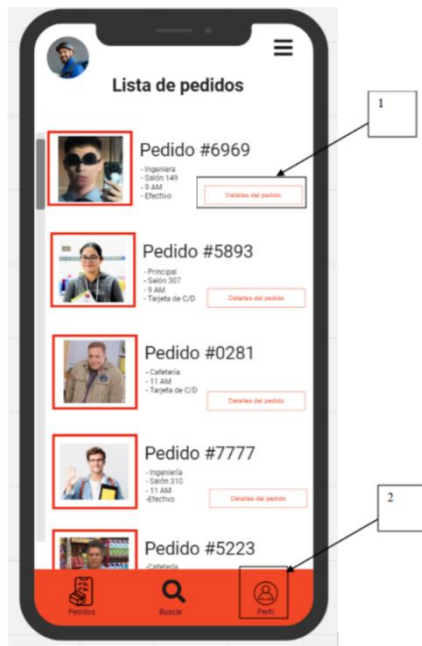 Lista de pedidos
1
Pedido #6969
- Ingeniera
- Salón 149
- 9 AM
- Efectivo
Detalles del pedido
Pedido #5893
- Principal
- Salón 307
- 9 AM
- Tarjeta de C/D
Detalles del pedido
Pedido #0281
- Cafetería
- 11 AM
- Tarjeta de C/D
Detalles del pedido
Pedido #7777
- Ingeniería
- Salón 310
- 11 AM
-Efectivo
Detalles del pedido
2
Pedido #5223
-Cafetería
Pedidos
Buscar
Perfil